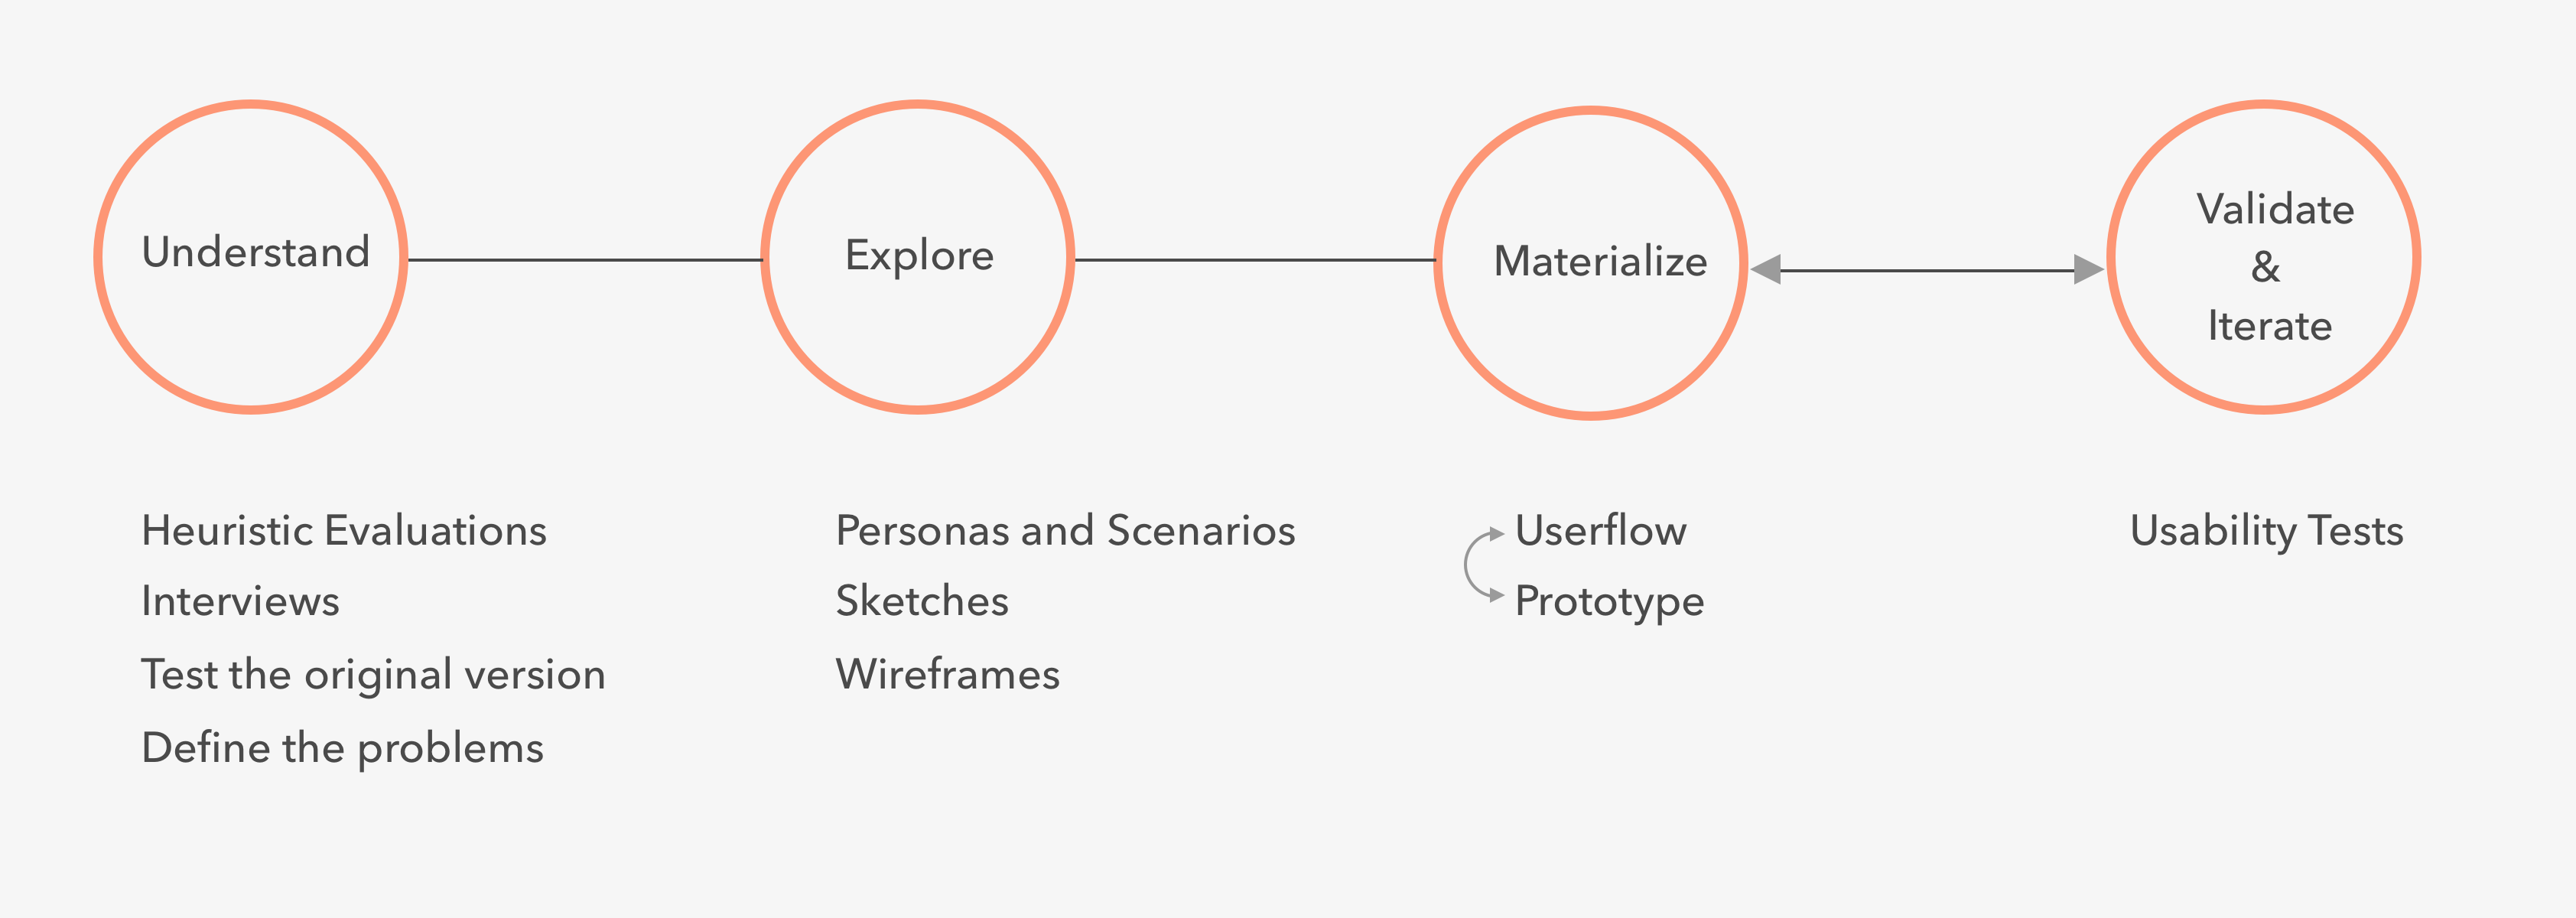 Understand
Explore
Materialize
Validate
&
Iterate
Heuristic Evaluations
Interviews
Test the original version
Define the problems
Personas and Scenarios
Sketches
Wireframes
Userflow
Prototype
Usability Tests